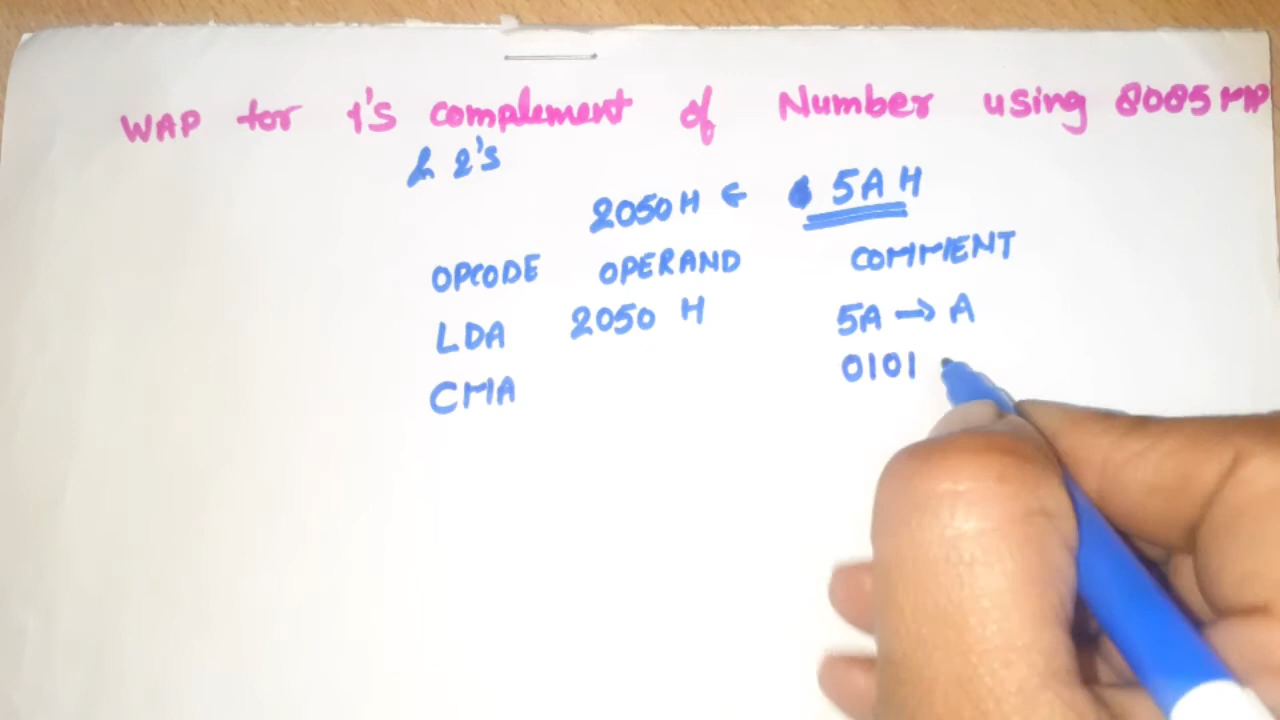 WAP for 1's complement of Number using 8085 MP
& 2's
2050 H ← 5A H
OPCODE OPERAND COMMENT
LDA 2050 H 5A → A
CMA 0101